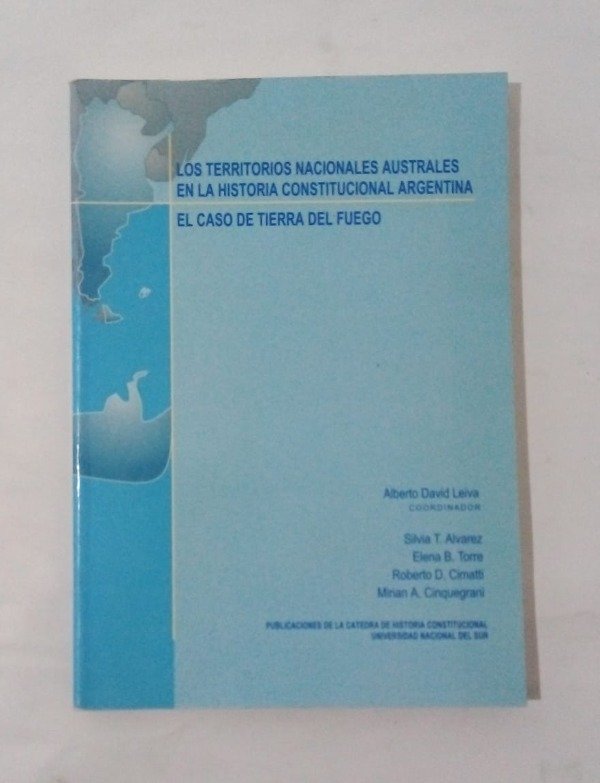 LOS TERRITORIOS NACIONALES AUSTRALES
EN LA HISTORIA CONSTITUCIONAL ARGENTINA
EL CASO DE TIERRA DEL FUEGO
Alberto David Leiva
COORDINADOR
Silvia T. Alvarez
Elena B. Torre
Roberto D. Cimatti
Mirian A. Cinquegrani
PUBLICACIONES DE LA CATEDRA DE HISTORIA CONSTITUCIONAL
UNIVERSIDAD NACIONAL DEL SUR